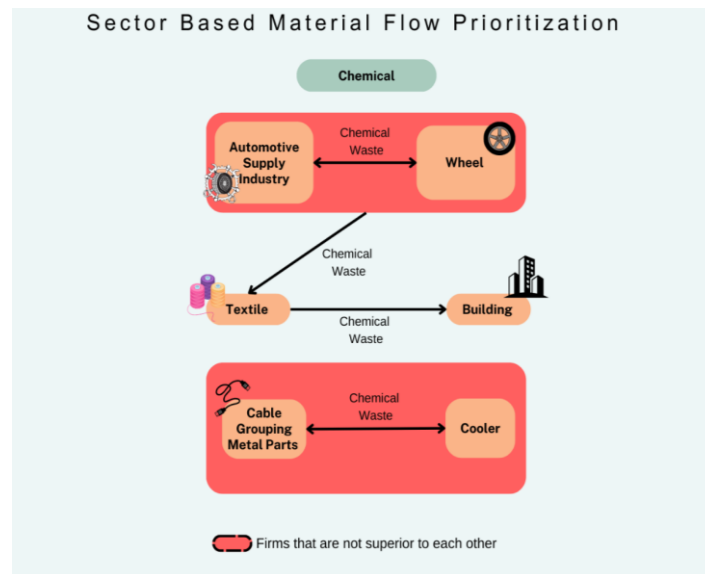 Sector Based Material Flow Prioritization
Chemical
Automotive
Supply
Industry
Chemical
Waste
Wheel
Chemical
Waste
Textile
Chemical
Waste
Building
Cable
Grouping
Metal Parts
Chemical
Waste
Cooler
Firms that are not superior to each other